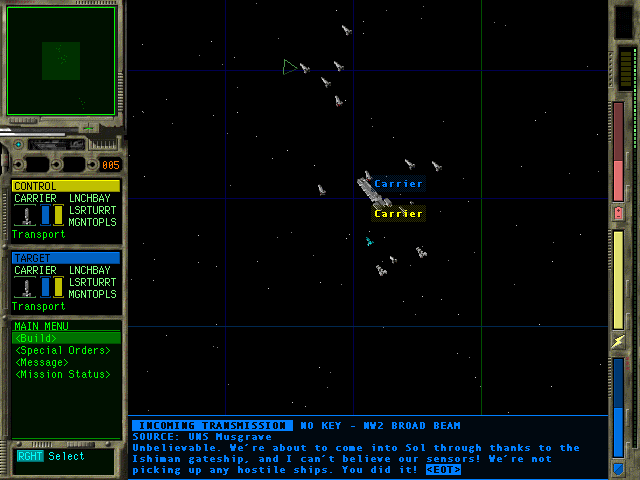 005
CONTROL
CARRIER LNCHBAY
LSRTURRT
MGNTOPLS
Transport
TARGET
CARRIER LNCHBAY
LSRTURRT
MGNTOPLS
Transport
MAIN MENU
<Build>
<Special Orders>
<Message>
<Mission Status>
RGHT Select
Carrier
Carrier
INCOMING TRANSMISSION NO KEY - NW2 BROAD BEAM
SOURCE: UNS Musgrave
Unbelievable. We're about to come into Sol through thanks to the
Ishiman gateship, and I can't believe our sensors! We're not
picking up any hostile ships. You did it! <EOT>